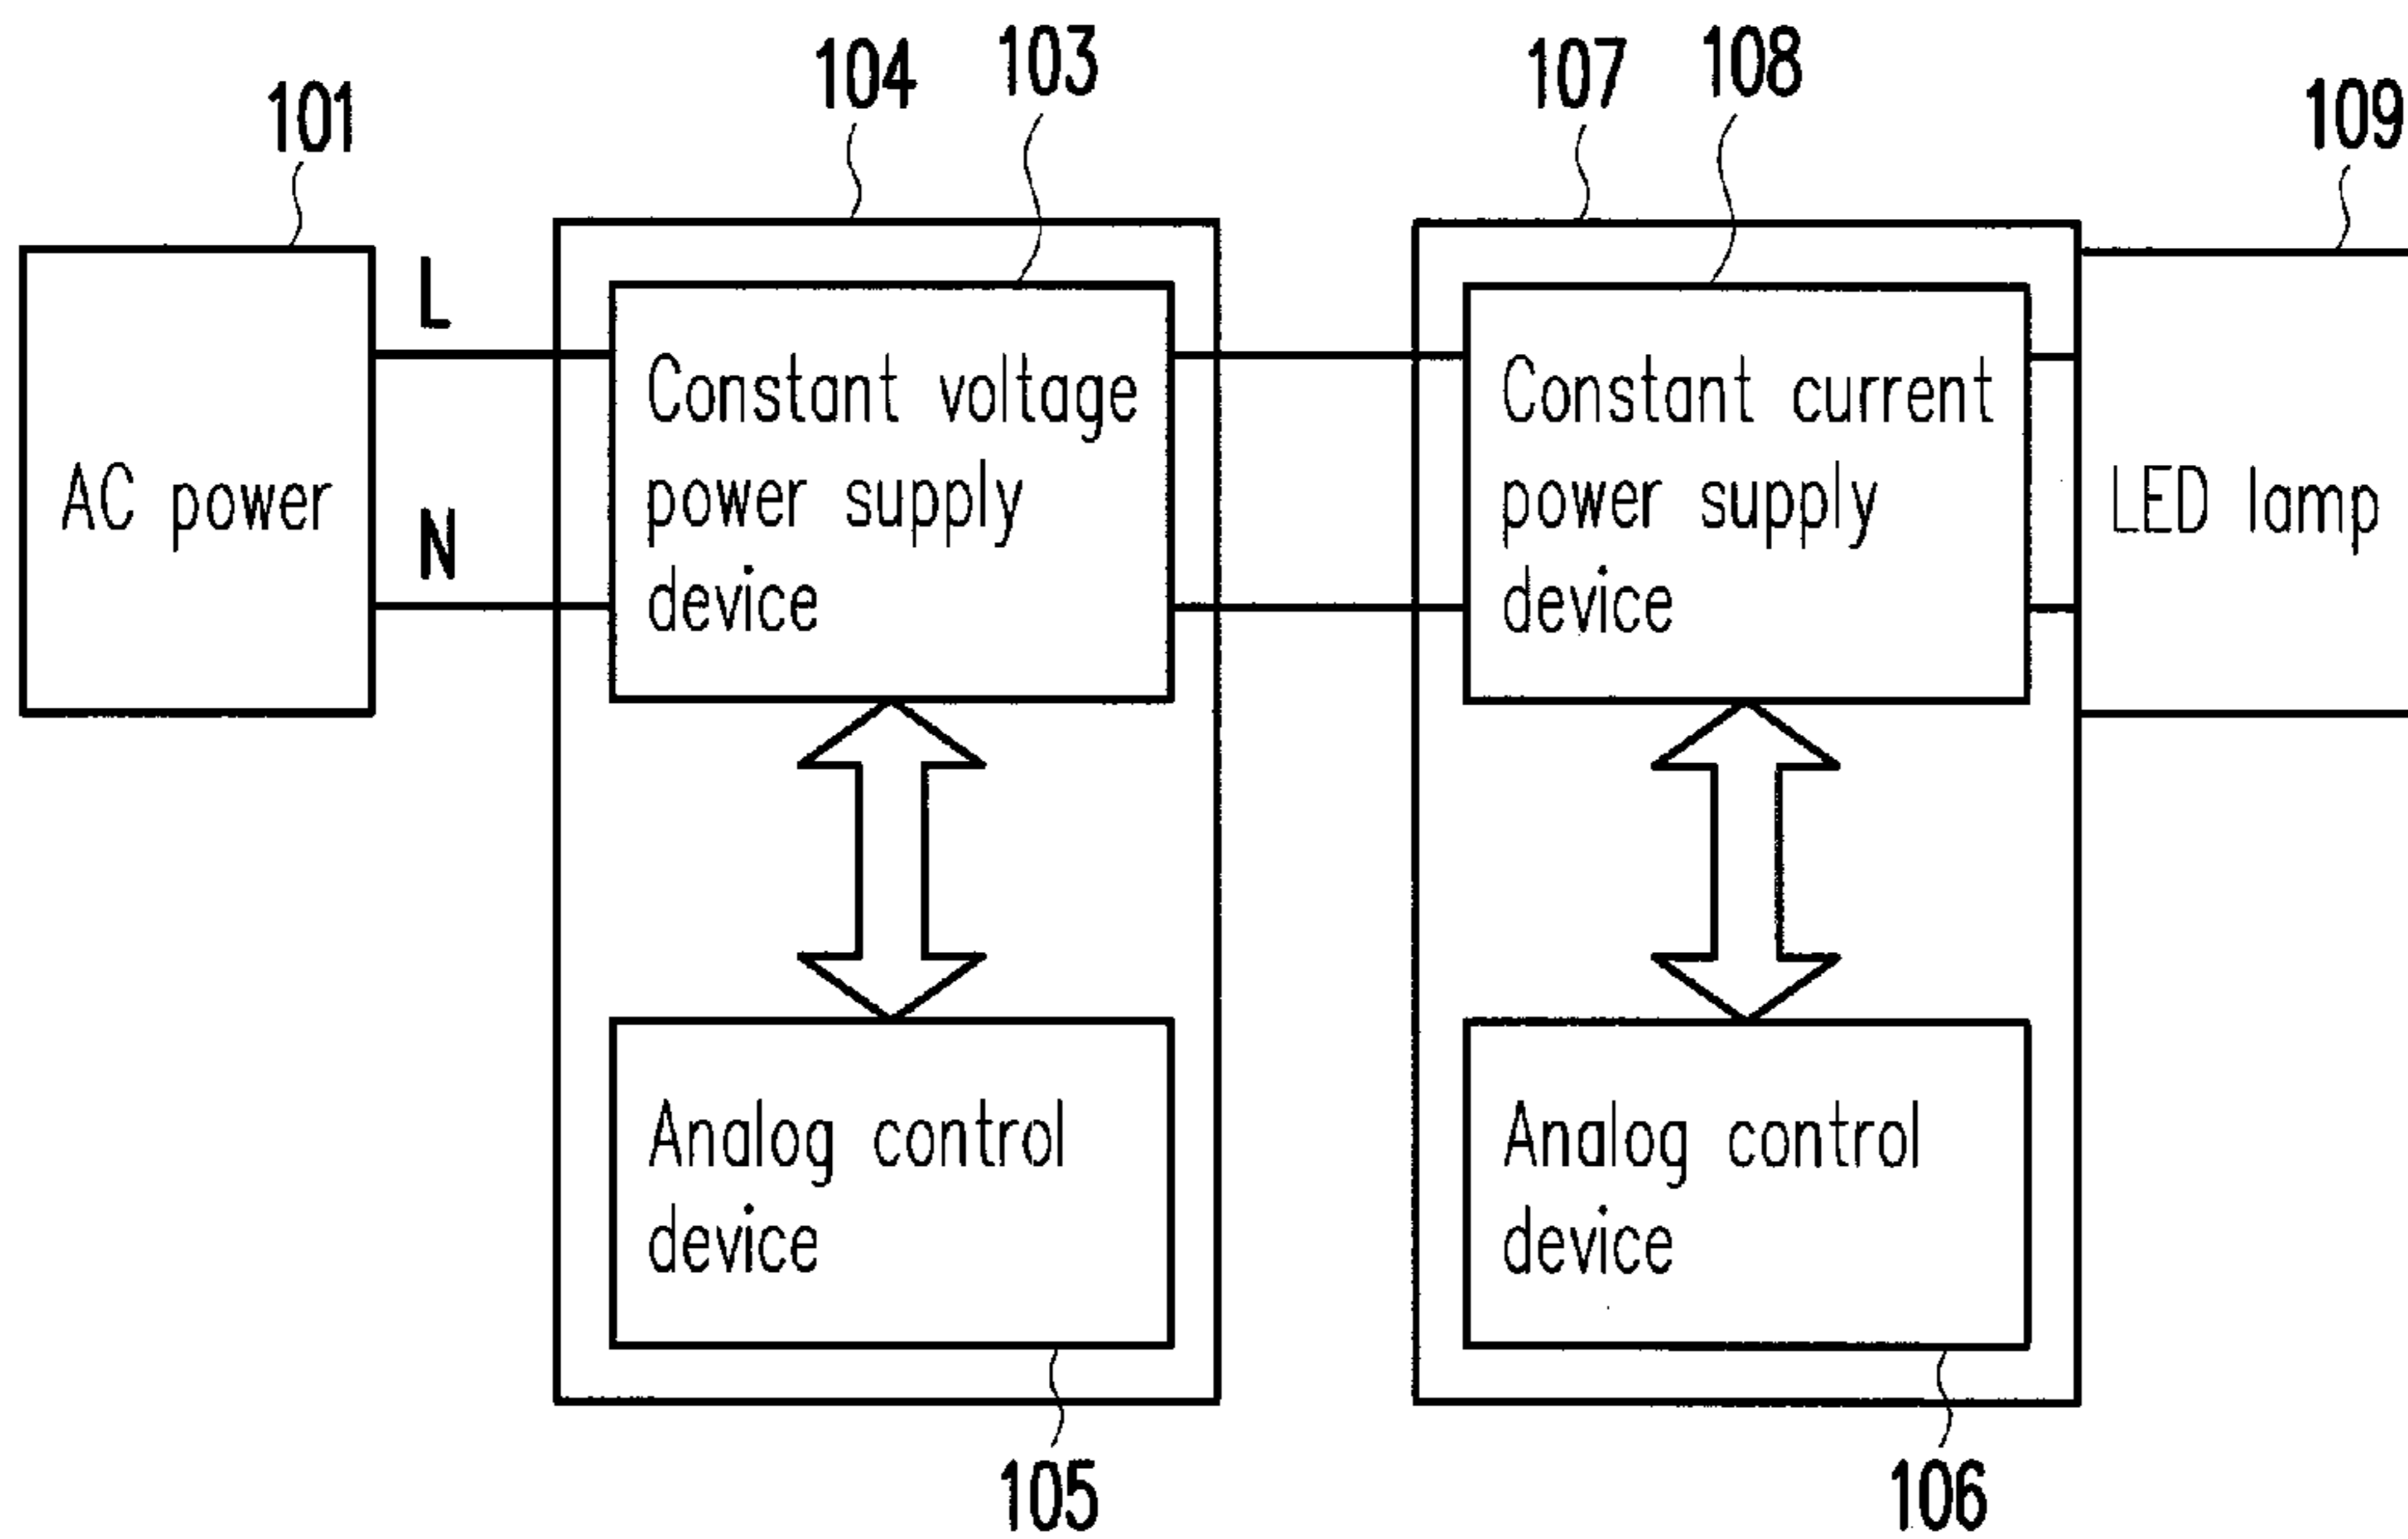 101
104
103
107
108
109
L
N
AC power
Constant voltage
power supply
device
Constant current
power supply
device
LED lamp
Analog control
device
Analog control
device
105
106